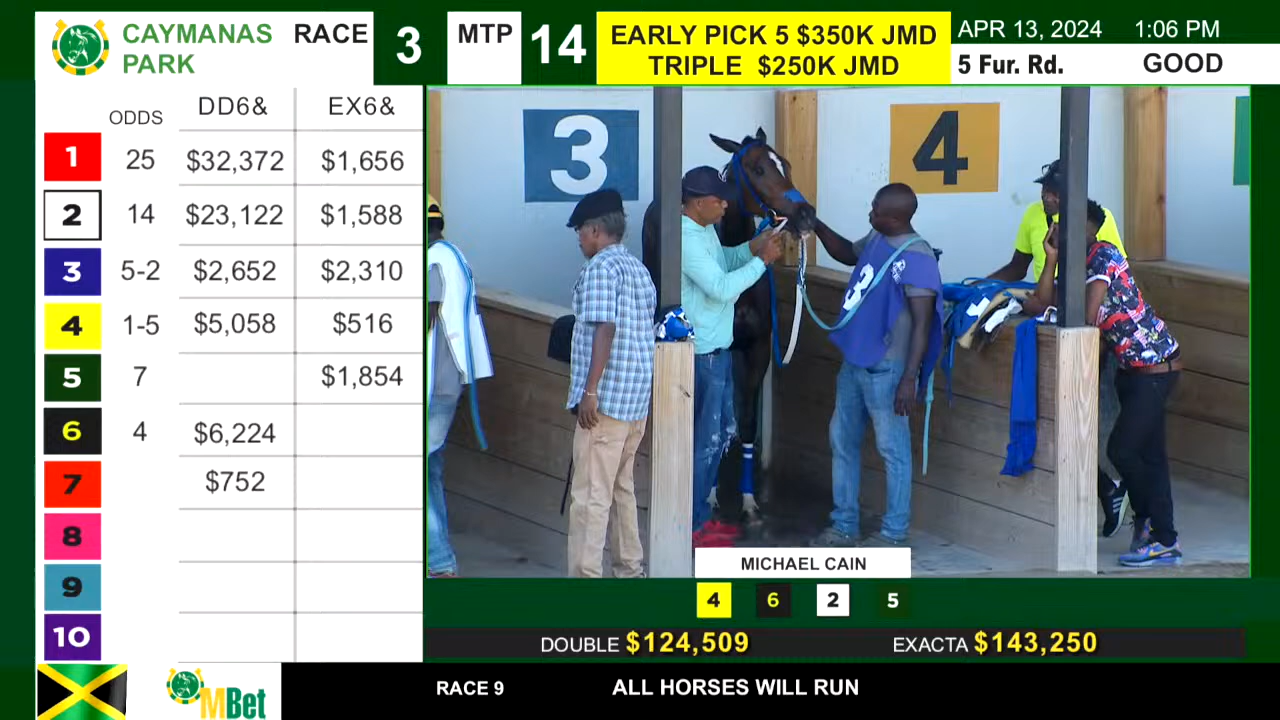 CAYMANAS PARK
RACE 3
MTP 14
EARLY PICK 5 $350K JMD
TRIPLE $250K JMD
APR 13, 2024 1:06 PM
5 Fur. Rd. GOOD
ODDS DD6& EX6&
1 25 $32,372 $1,656
2 14 $23,122 $1,588
3 5-2 $2,652 $2,310
4 1-5 $5,058 $516
5 7 $1,854
6 4 $6,224
7 $752
8
9
10
3
4
3
MICHAEL CAIN
4 6 2 5
DOUBLE $124,509 EXACTA $143,250
MBet
RACE 9 ALL HORSES WILL RUN